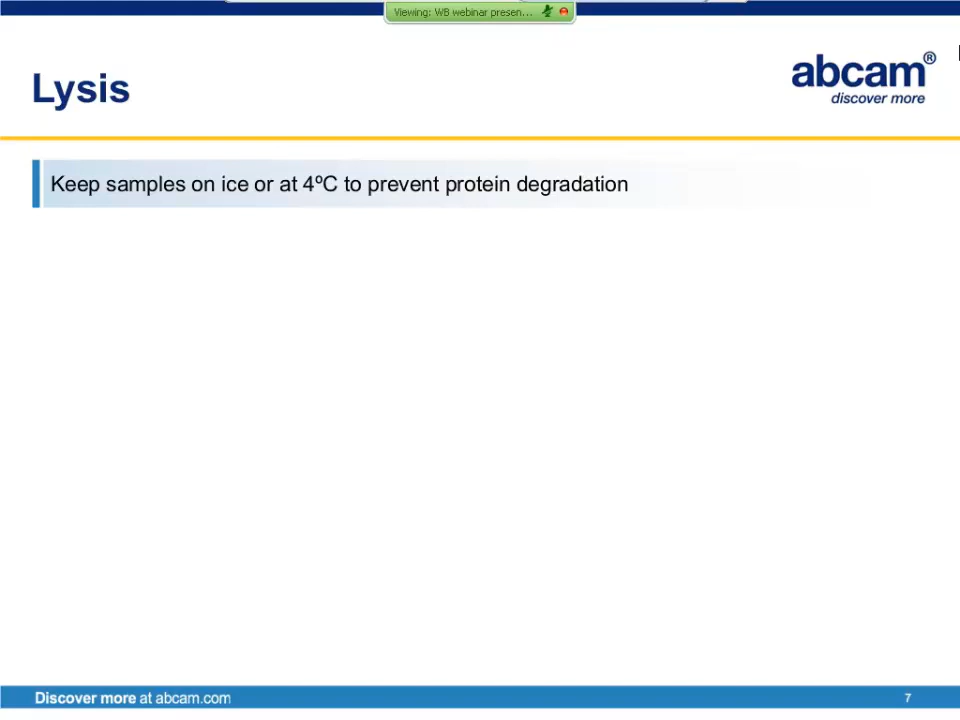 Viewing: WB webinar presen...
Lysis
abcam®
discover more
Keep samples on ice or at 4ºC to prevent protein degradation
Discover more at abcam.com
7